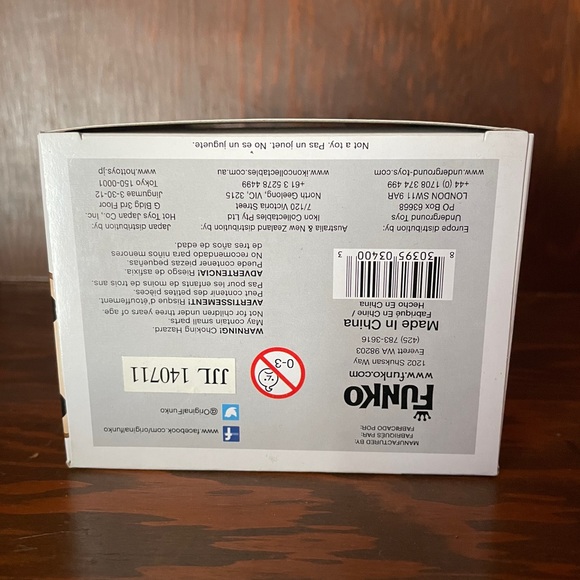 MANUFACTURED BY:
FABRIQUÉS PAR:
FABRICADO POR:
FUNKO
www.funko.com
1202 Shuksan Way
Everett WA 98203
(425) 783-3616
Made In China
Fabriqué En China /
Hecho En China
8 30395 03400 3
www.facebook.com/originalfunko
@OriginalFunko
JJL 140711
0-3
WARNING! Choking Hazard.
May contain small parts.
Not for children under three years of age.
AVERTISSEMENT! Risque d'étouffement.
Peut contenir des petites pièces.
Pas pour les enfants de moins de trois ans.
ADVERTENCIA! Riesgo de asfixia.
Puede contener piezas pequeñas.
No recomendado para niños menores
de tres años de edad.
Europe distribution by:
Underground Toys
PO Box 63658
LONDON SW11 9AR
+44 (0) 1708 374 499
www.underground-toys.com
Australia & New Zealand distribution by:
Ikon Collectables Pty Ltd
7/120 Victoria Street
North Geelong, VIC, 3215
+61 3 5278 4499
www.ikoncollectables.com.au
Japan distribution by:
Hot Toys Japan Co., Inc.
G Bldg 3rd Floor
Jingumae 3-30-12
Tokyo 150-0001
www.hottoys.jp
Not a toy. Pas un jouet. No es un juguete.